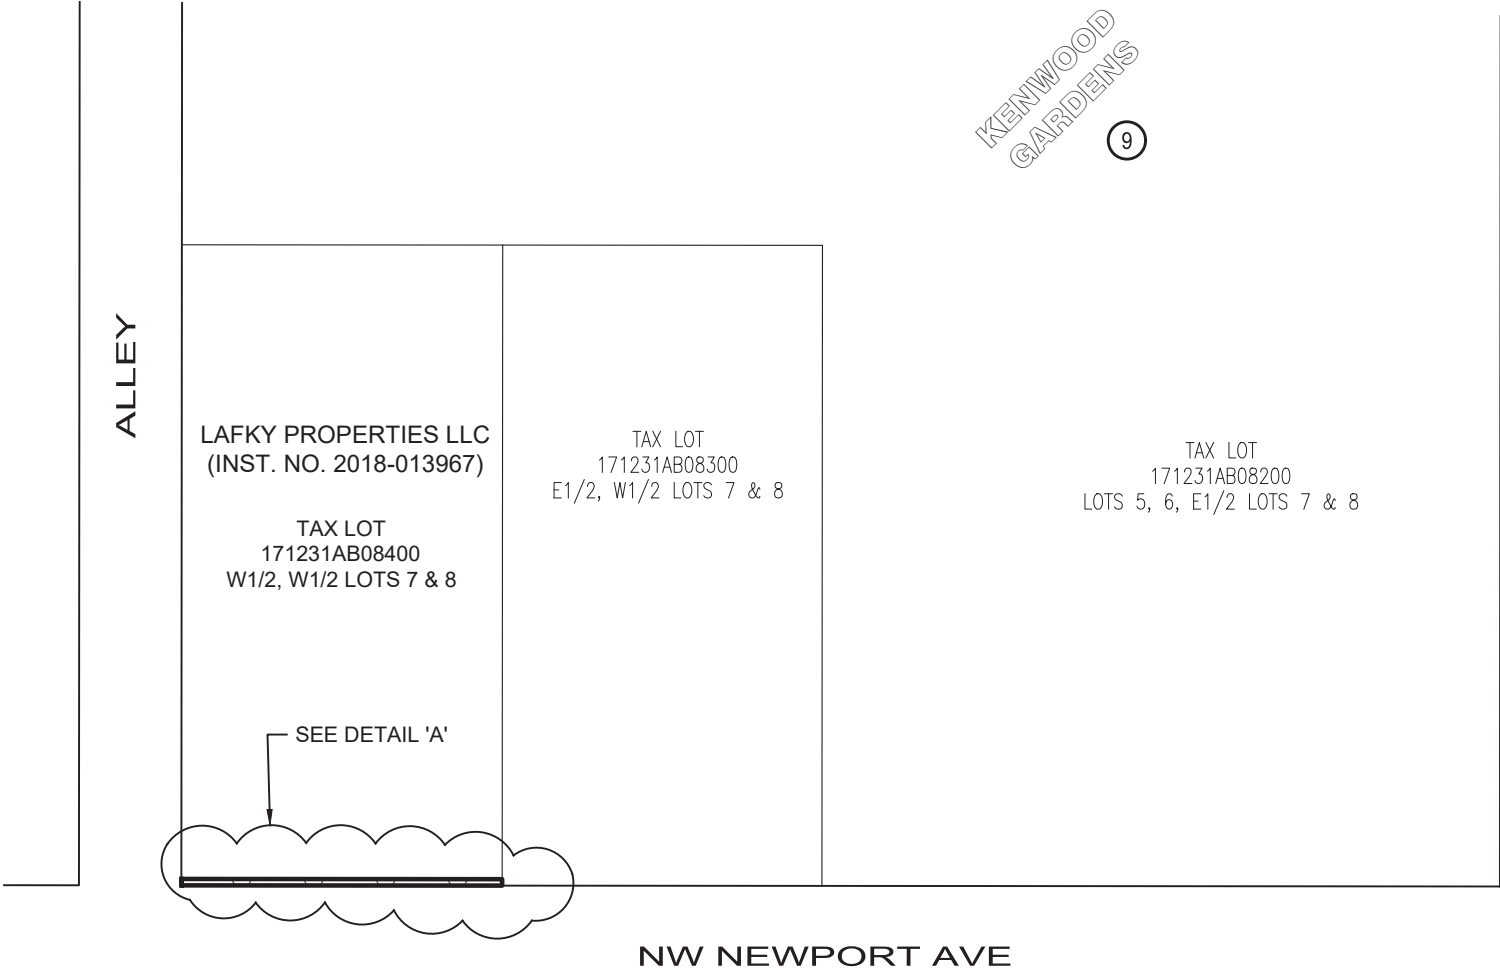 KENWOOD
GARDENS
9
ALLEY
LAFKY PROPERTIES LLC
(INST. NO. 2018-013967)
TAX LOT
171231AB08400
W1/2, W1/2 LOTS 7 & 8
TAX LOT
171231AB08300
E1/2, W1/2 LOTS 7 & 8
TAX LOT
171231AB08200
LOTS 5, 6, E1/2 LOTS 7 & 8
SEE DETAIL 'A'
NW NEWPORT AVE